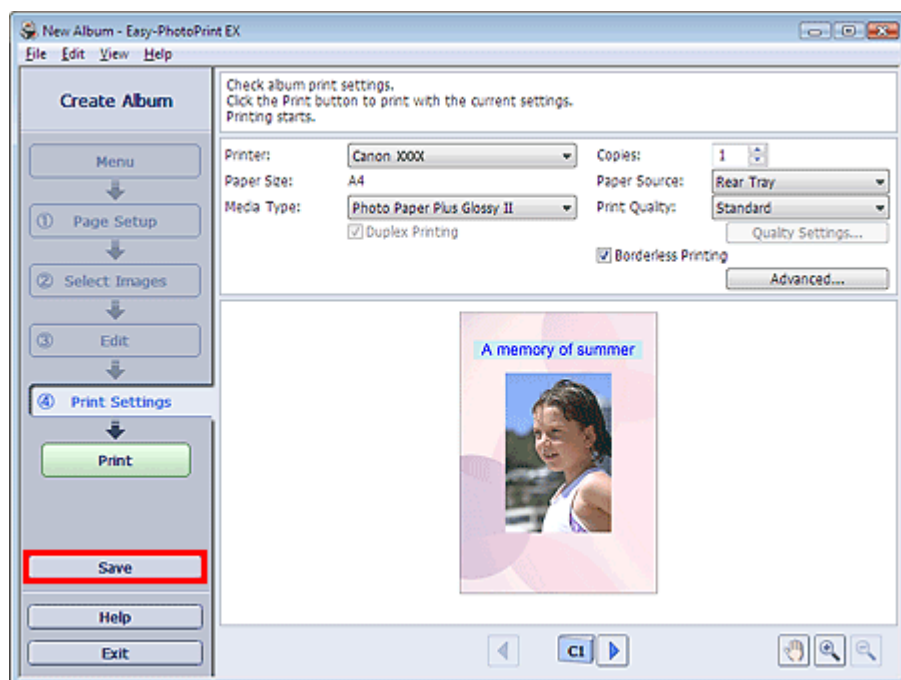 New Album - Easy-PhotoPrint EX
File Edit View Help
Create Album
Menu
① Page Setup
② Select Images
③ Edit
④ Print Settings
Print
Save
Help
Exit
Check album print settings.
Click the Print button to print with the current settings.
Printing starts.
Printer: Canon XXXX Copies: 1
Paper Size: A4 Paper Source: Rear Tray
Media Type: Photo Paper Plus Glossy II Print Quality: Standard
Duplex Printing Quality Settings...
Borderless Printing
Advanced...
A memory of summer
C1